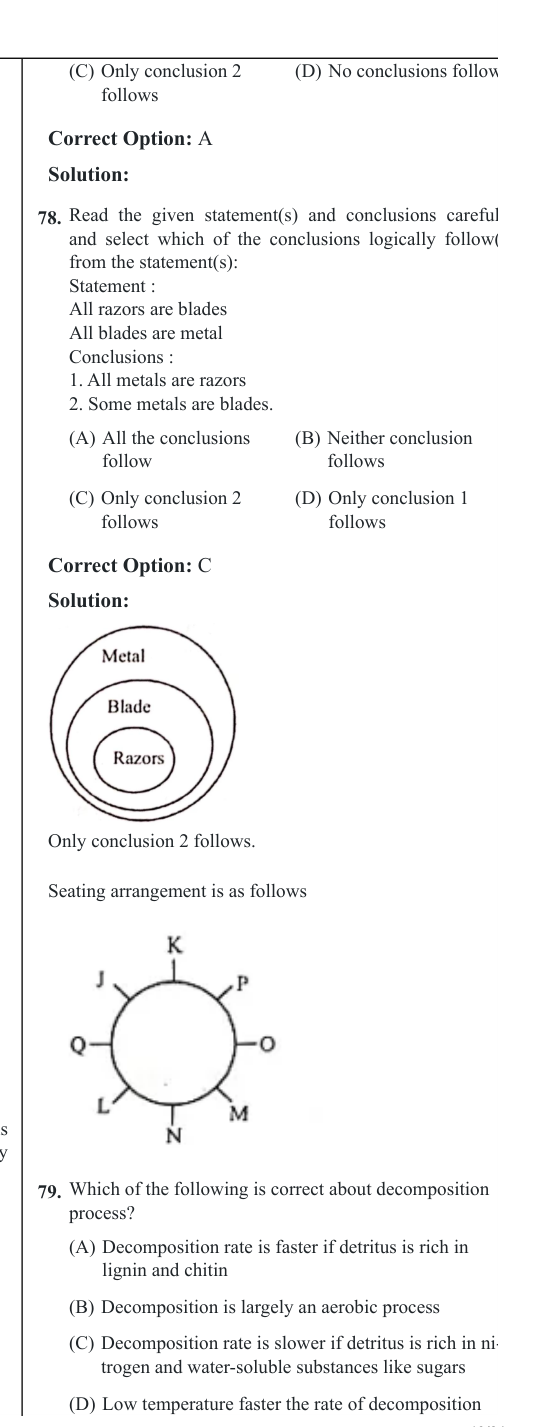 (C) Only conclusion 2 follows
(D) No conclusions follow
Correct Option: A
Solution:
78. Read the given statement(s) and conclusions careful
and select which of the conclusions logically follow(
from the statement(s):
Statement :
All razors are blades
All blades are metal
Conclusions :
1. All metals are razors
2. Some metals are blades.
(A) All the conclusions follow
(B) Neither conclusion follows
(C) Only conclusion 2 follows
(D) Only conclusion 1 follows
Correct Option: C
Solution:
Metal
Blade
Razors
Only conclusion 2 follows.
Seating arrangement is as follows
K
J
P
Q
O
L
M
N
s
y
79. Which of the following is correct about decomposition
process?
(A) Decomposition rate is faster if detritus is rich in
lignin and chitin
(B) Decomposition is largely an aerobic process
(C) Decomposition rate is slower if detritus is rich in ni-
trogen and water-soluble substances like sugars
(D) Low temperature faster the rate of decomposition